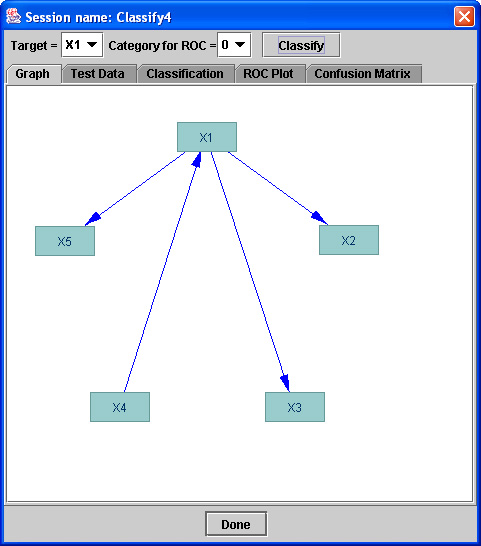 Session name: Classify4
Target = X1 Category for ROC = 0 Classify
Graph Test Data Classification ROC Plot Confusion Matrix
X1
X5
X2
X4
X3
Done